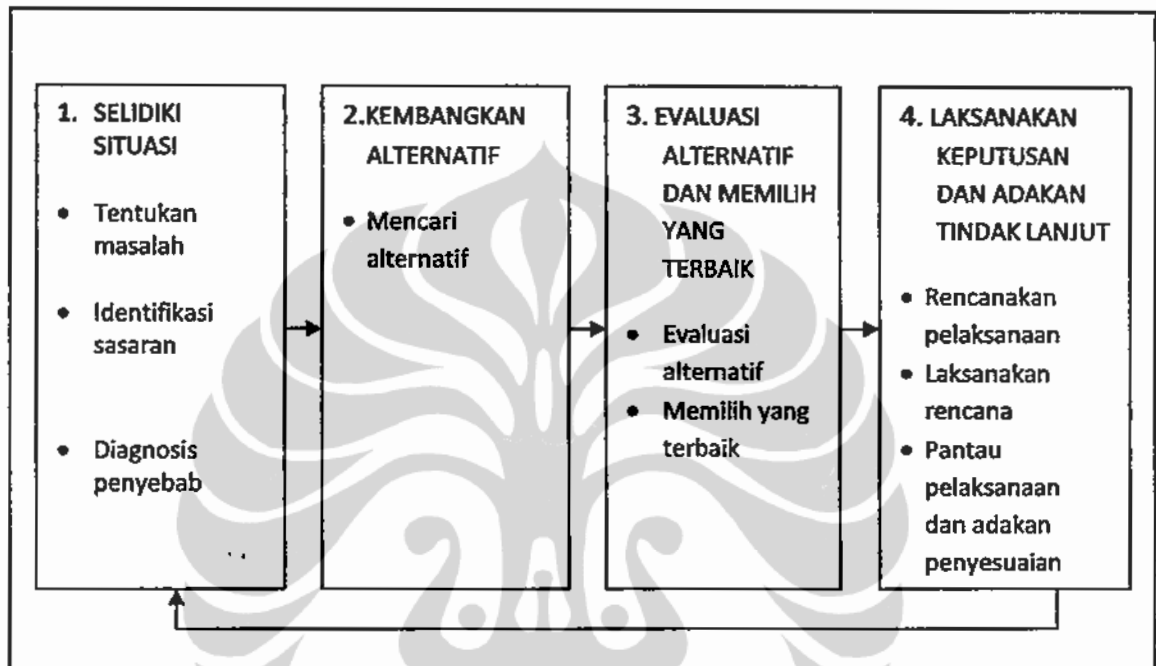 1. SELIDIKI
SITUASI
• Tentukan
masalah
• Identifikasi
sasaran
• Diagnosis
penyebab
2.KEMBANGKAN
ALTERNATIF
• Mencari
alternatif
3. EVALUASI
ALTERNATIF
DAN MEMILIH
YANG
TERBAIK
• Evaluasi
alternatif
• Memilih yang
terbaik
4. LAKSANAKAN
KEPUTUSAN
DAN ADAKAN
TINDAK LANJUT
• Rencanakan
pelaksanaan
• Laksanakan
rencana
• Pantau
pelaksanaan
dan adakan
penyesuaian